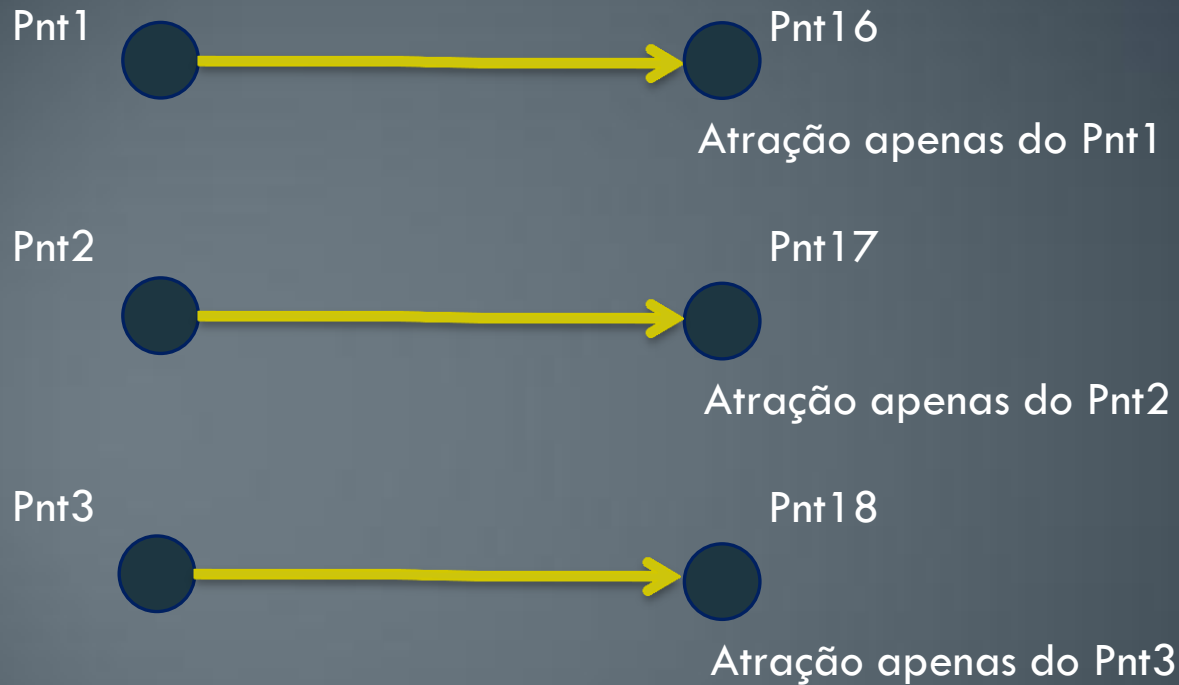 Pnt1
Pnt16
Atração apenas do Pnt1
Pnt2
Pnt17
Atração apenas do Pnt2
Pnt3
Pnt18
Atração apenas do Pnt3